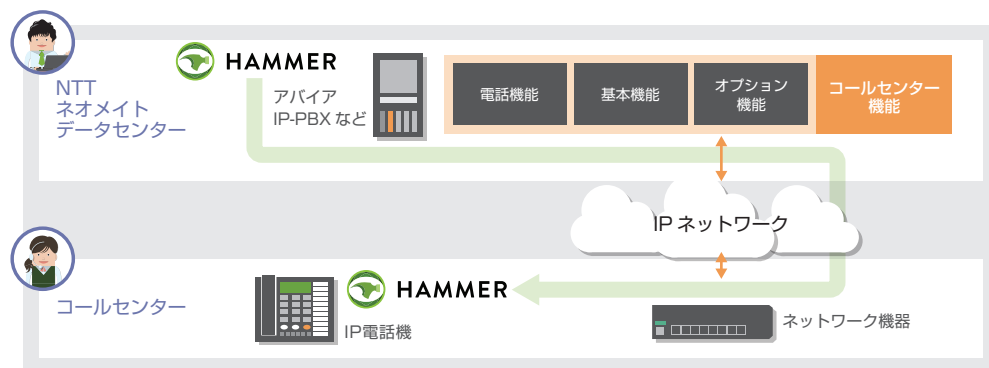 HAMMER
NTT
ネオメイト
データセンター
アバイア
IP-PBX など
電話機能
基本機能
オプション
機能
コールセンター
機能
IP ネットワーク
コールセンター
HAMMER
IP電話機
ネットワーク機器